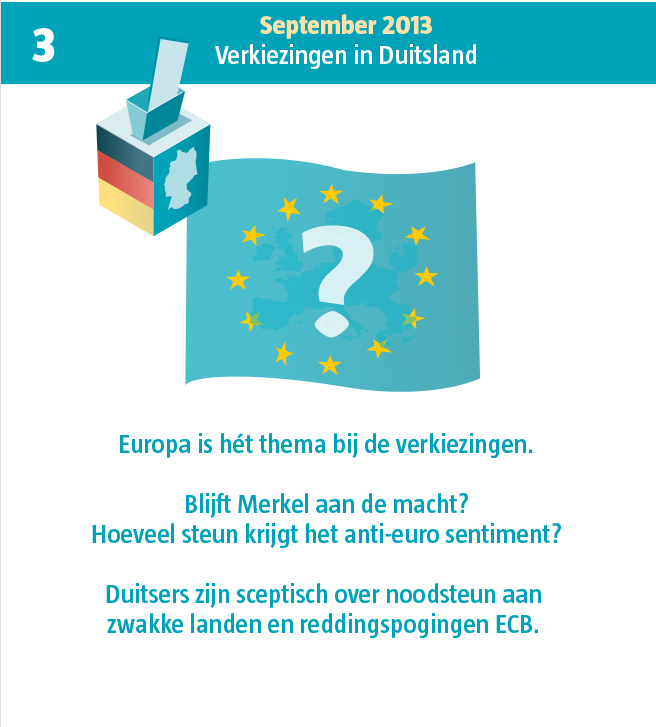 3
September 2013
Verkiezingen in Duitsland
?
Europa is hét thema bij de verkiezingen.
Blijft Merkel aan de macht?
Hoeveel steun krijgt het anti-euro sentiment?
Duitsers zijn sceptisch over noodsteun aan
zwakke landen en reddingspogingen ECB.